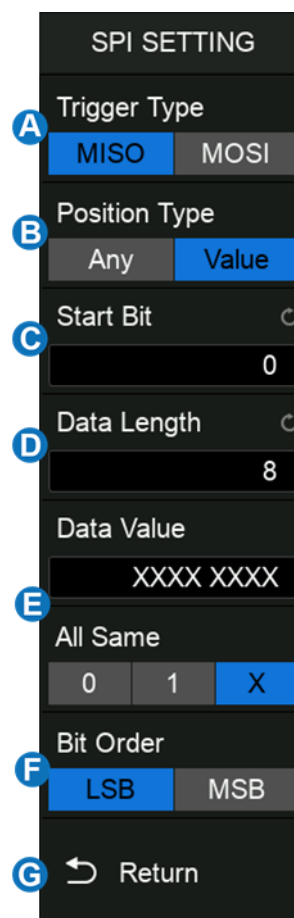 SPI SETTING
Trigger Type
A
MISO MOSI
Position Type
B
Any Value
Start Bit
C
0
Data Length
D
8
Data Value
XXXX XXXX
E
All Same
0 1 X
Bit Order
F
LSB MSB
G Return